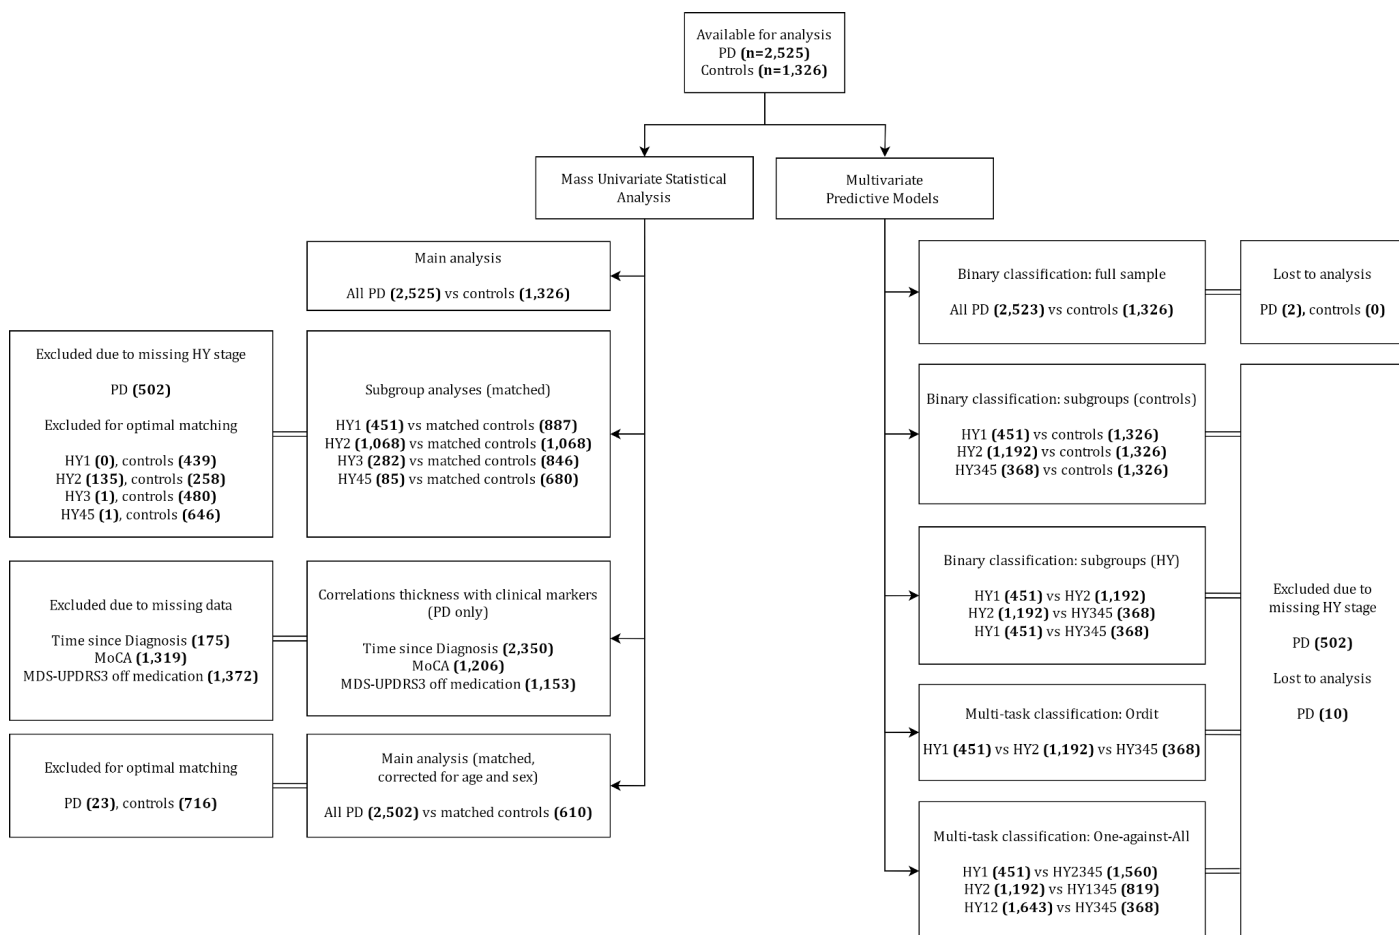 Available for analysis
PD (n=2,525)
Controls (n=1,326)
Mass Univariate Statistical
Analysis
Multivariate
Predictive Models
Main analysis
All PD (2,525) vs controls (1,326)
Excluded due to missing HY stage
PD (502)
Excluded for optimal matching
HY1 (0), controls (439)
HY2 (135), controls (258)
HY3 (1), controls (480)
HY45 (1), controls (646)
Subgroup analyses (matched)
HY1 (451) vs matched controls (887)
HY2 (1,068) vs matched controls (1,068)
HY3 (282) vs matched controls (846)
HY45 (85) vs matched controls (680)
Excluded due to missing data
Time since Diagnosis (175)
MoCA (1,319)
MDS-UPDRS3 off medication (1,372)
Correlations thickness with clinical markers
(PD only)
Time since Diagnosis (2,350)
MoCA (1,206)
MDS-UPDRS3 off medication (1,153)
Excluded for optimal matching
PD (23), controls (716)
Main analysis (matched,
corrected for age and sex)
All PD (2,502) vs matched controls (610)
Binary classification: full sample
All PD (2,523) vs controls (1,326)
Lost to analysis
PD (2), controls (0)
Binary classification: subgroups (controls)
HY1 (451) vs controls (1,326)
HY2 (1,192) vs controls (1,326)
HY345 (368) vs controls (1,326)
Binary classification: subgroups (HY)
HY1 (451) vs HY2 (1,192)
HY2 (1,192) vs HY345 (368)
HY1 (451) vs HY345 (368)
Multi-task classification: Ordit
HY1 (451) vs HY2 (1,192) vs HY345 (368)
Multi-task classification: One-against-All
HY1 (451) vs HY2345 (1,560)
HY2 (1,192) vs HY1345 (819)
HY12 (1,643) vs HY345 (368)
Excluded due to
missing HY stage
PD (502)
Lost to analysis
PD (10)